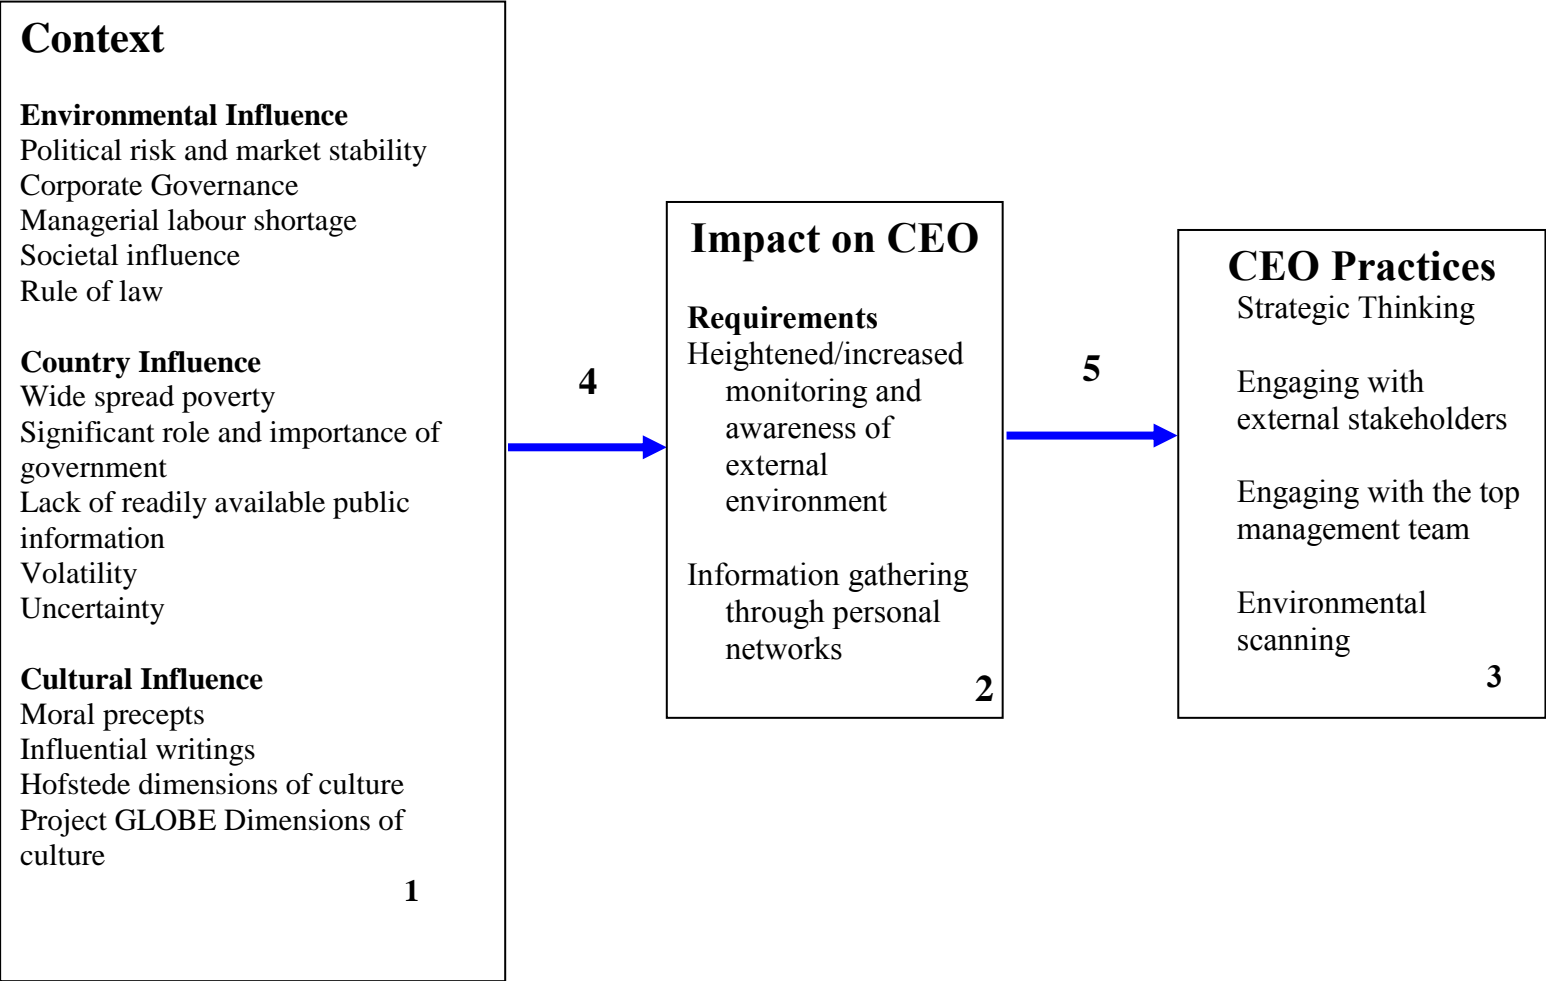 Context
Environmental Influence
Political risk and market stability
Corporate Governance
Managerial labour shortage
Societal influence
Rule of law
Country Influence
Wide spread poverty
Significant role and importance of
government
Lack of readily available public
information
Volatility
Uncertainty
Cultural Influence
Moral precepts
Influential writings
Hofstede dimensions of culture
Project GLOBE Dimensions of
culture
1
4
Impact on CEO
Requirements
Heightened/increased
monitoring and
awareness of
external
environment
Information gathering
through personal
networks
2
5
CEO Practices
Strategic Thinking
Engaging with
external stakeholders
Engaging with the top
management team
Environmental
scanning
3